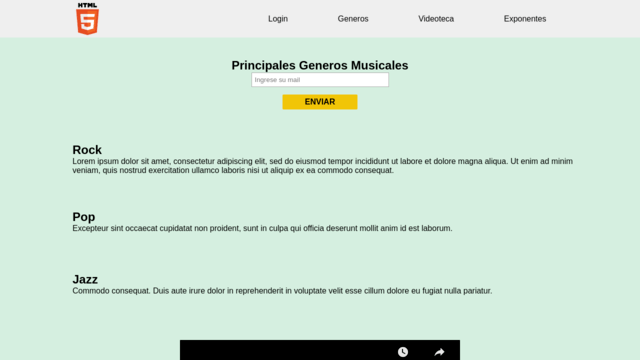 HTML
5
Login
Generos
Videoteca
Exponentes
Principales Generos Musicales
Ingrese su mail
ENVIAR
Rock
Lorem ipsum dolor sit amet, consectetur adipiscing elit, sed do eiusmod tempor incididunt ut labore et dolore magna aliqua. Ut enim ad minim
veniam, quis nostrud exercitation ullamco laboris nisi ut aliquip ex ea commodo consequat.
Pop
Excepteur sint occaecat cupidatat non proident, sunt in culpa qui officia deserunt mollit anim id est laborum.
Jazz
Commodo consequat. Duis aute irure dolor in reprehenderit in voluptate velit esse cillum dolore eu fugiat nulla pariatur.